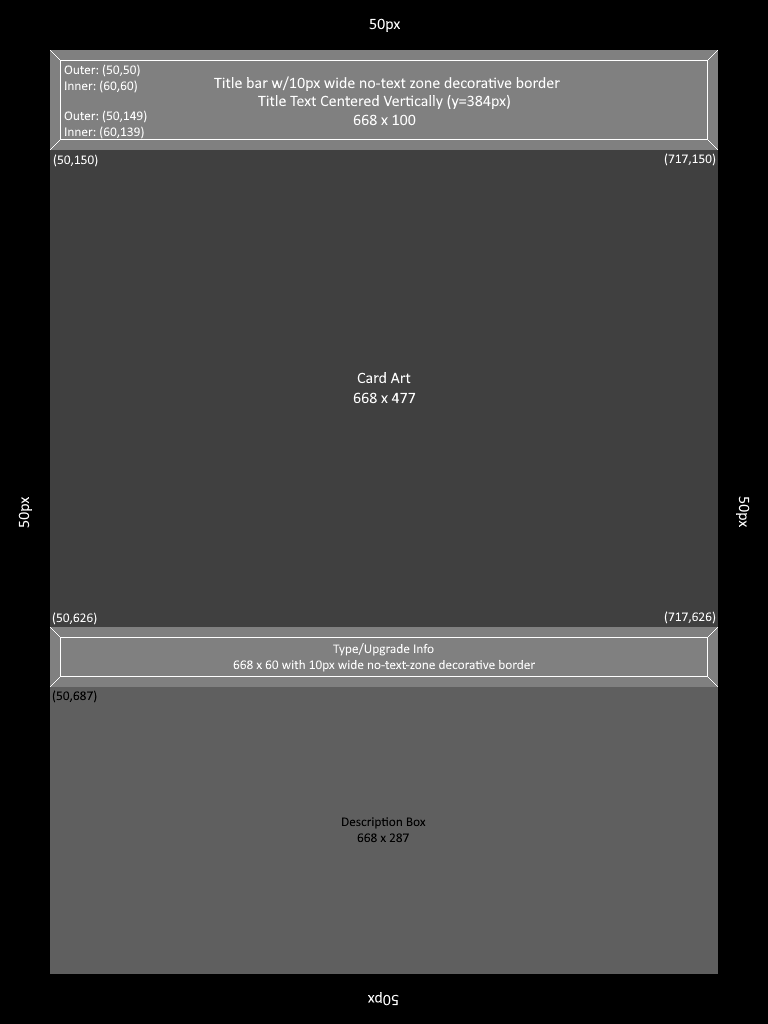 50px
Outer: (50,50)
Inner: (60,60)
Outer: (50,149)
Inner: (60,139)
Title bar w/10px wide no-text zone decorative border
Title Text Centered Vertically (y=384px)
668 x 100
(50,150)
(717,150)
Card Art
668 x 477
50px
50px
(50,626)
(717,626)
Type/Upgrade Info
668 x 60 with 10px wide no-text-zone decorative border
(50,687)
Description Box
668 x 287
50px